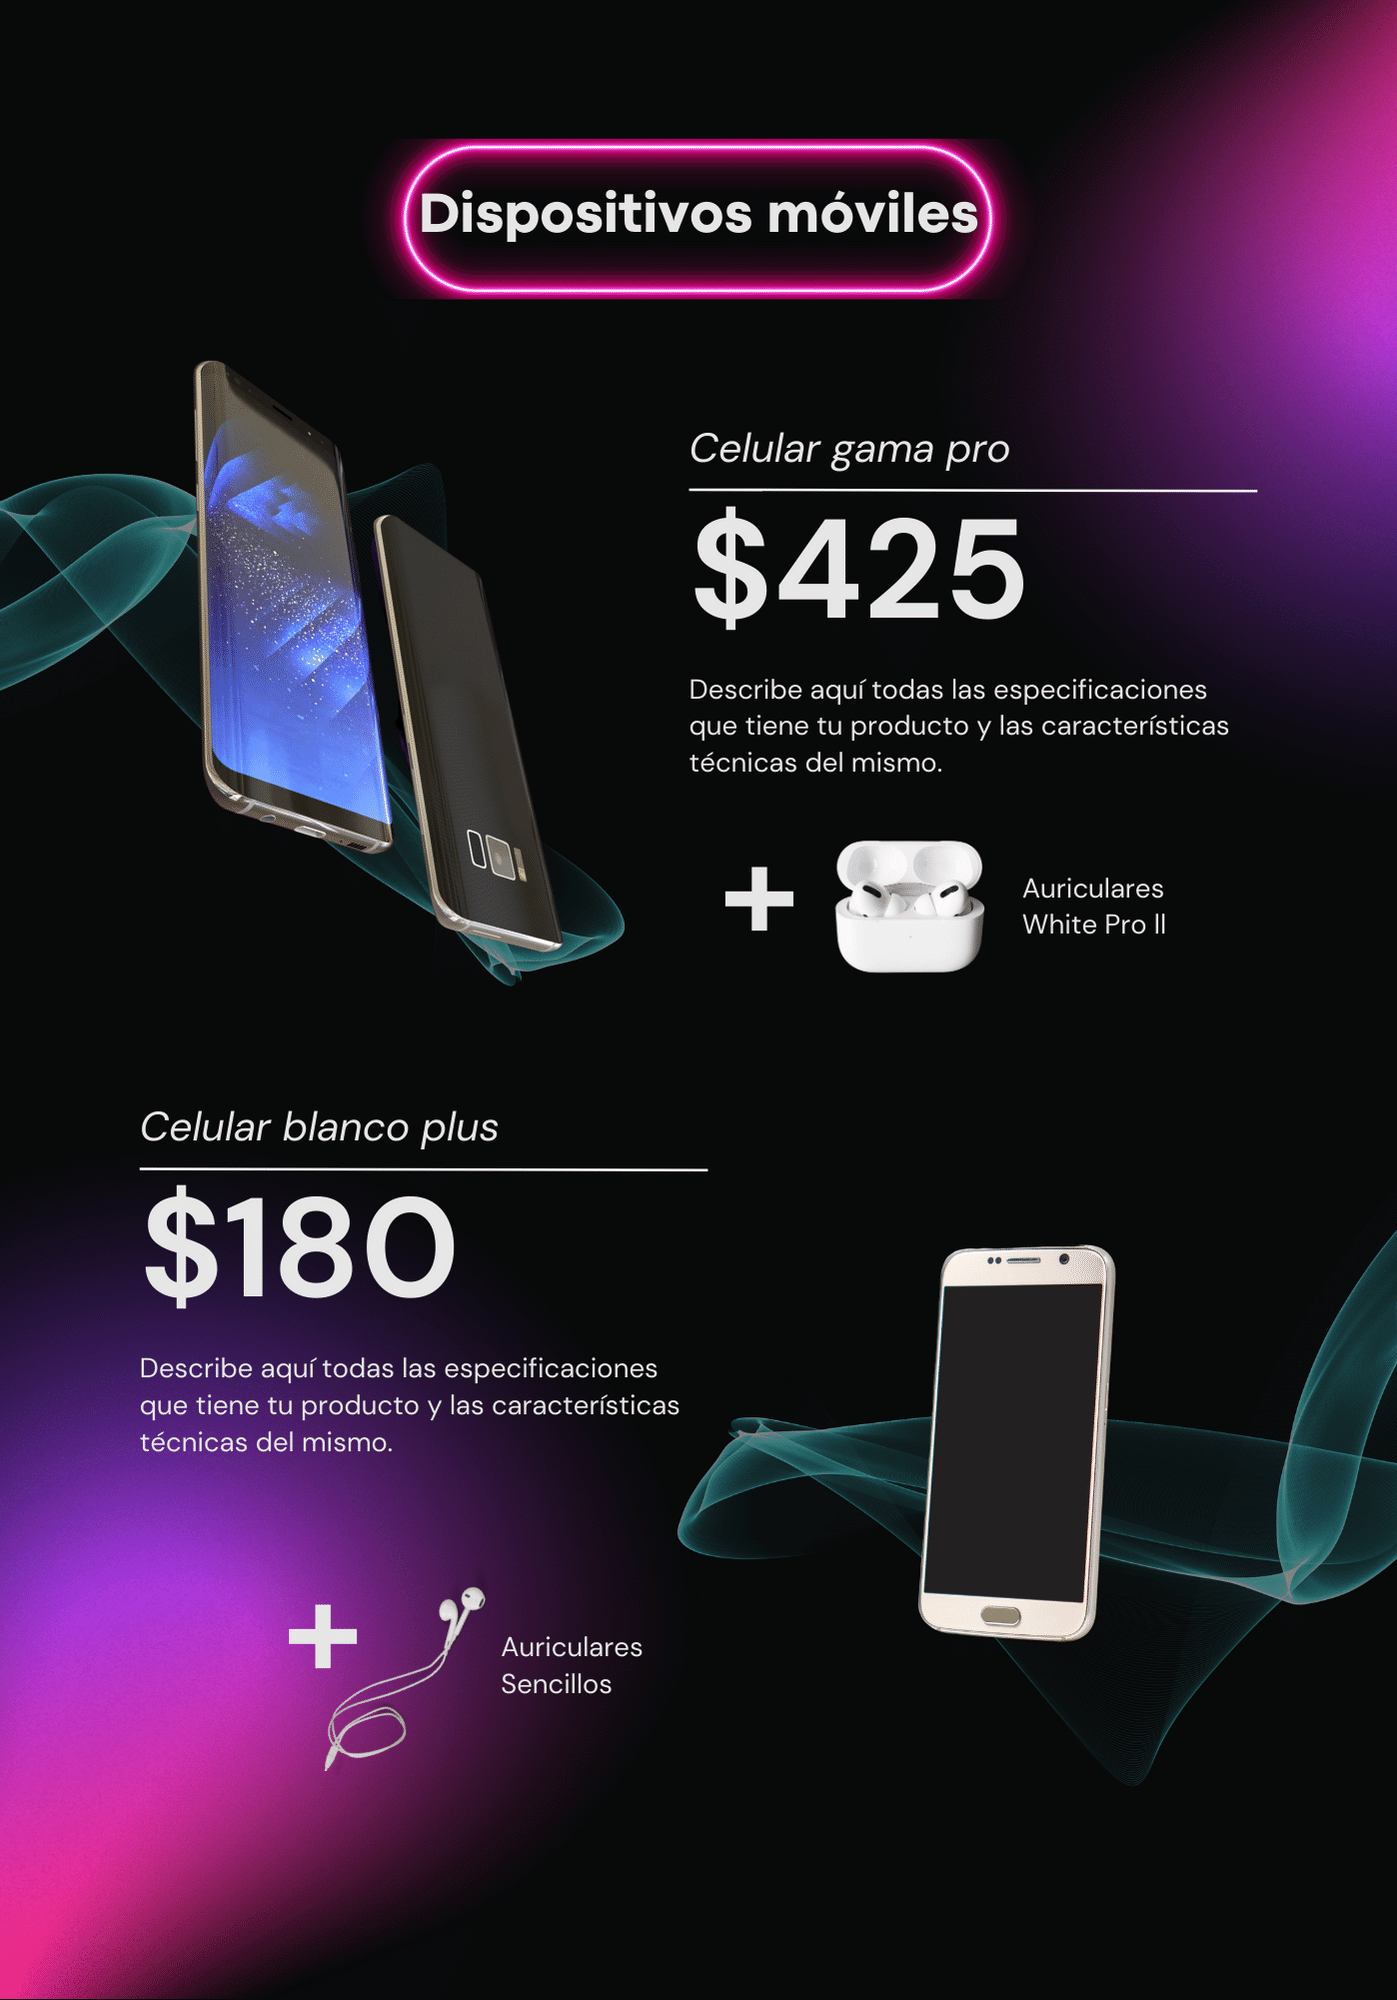 Dispositivos móviles
Celular gama pro
$425
Describe aquí todas las especificaciones
que tiene tu producto y las características
técnicas del mismo.
+
Auriculares
White Pro ll
Celular blanco plus
$180
Describe aquí todas las especificaciones
que tiene tu producto y las características
técnicas del mismo.
+
Auriculares
Sencillos